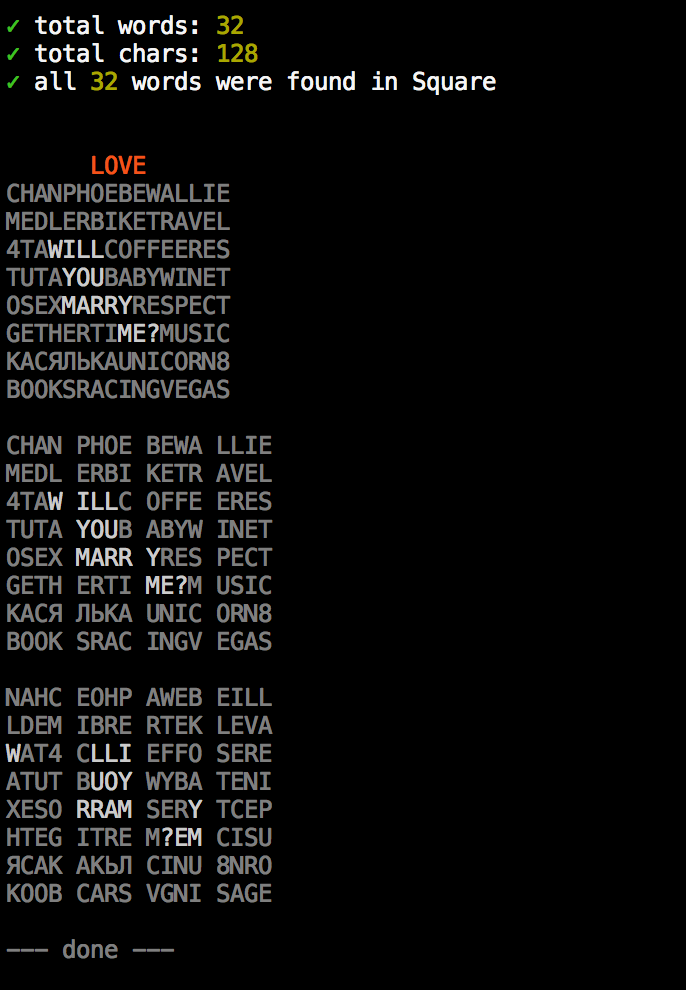 ✓ total words: 32
✓ total chars: 128
✓ all 32 words were found in Square
LOVE
CHANPHOEBEWALLIE
MEDLERBIKETRAVEL
4TAWILLCOFFEERES
TUTAYOUBABYWINET
OSEXMARRYRESPECT
GETHERTIME?MUSIC
КАСЯЛЬКАUNICORN8
BOOKSRACINGVEGAS
CHAN PHOE BEWA LLIE
MEDL ERBI KETR AVEL
4TAW ILLC OFFE ERES
TUTA YOUB ABYW INET
OSEX MARR YRES PECT
GETH ERTI ME?M USIC
КАСЯ ЛЬКА UNIC ORN8
BOOK SRAC INGV EGAS
NAHC EOHP AWEB EILL
LDEM IBRE RTEK LEVA
WAT4 CLLI EFFO SERE
ATUT BUOY WYBA TENI
XESO RRAM SERY TCEP
HTEG ITRE M?EM CISU
ЯСАК АКЬЛ CINU 8NRO
KOOB CARS VGNI SAGE
--- done ---